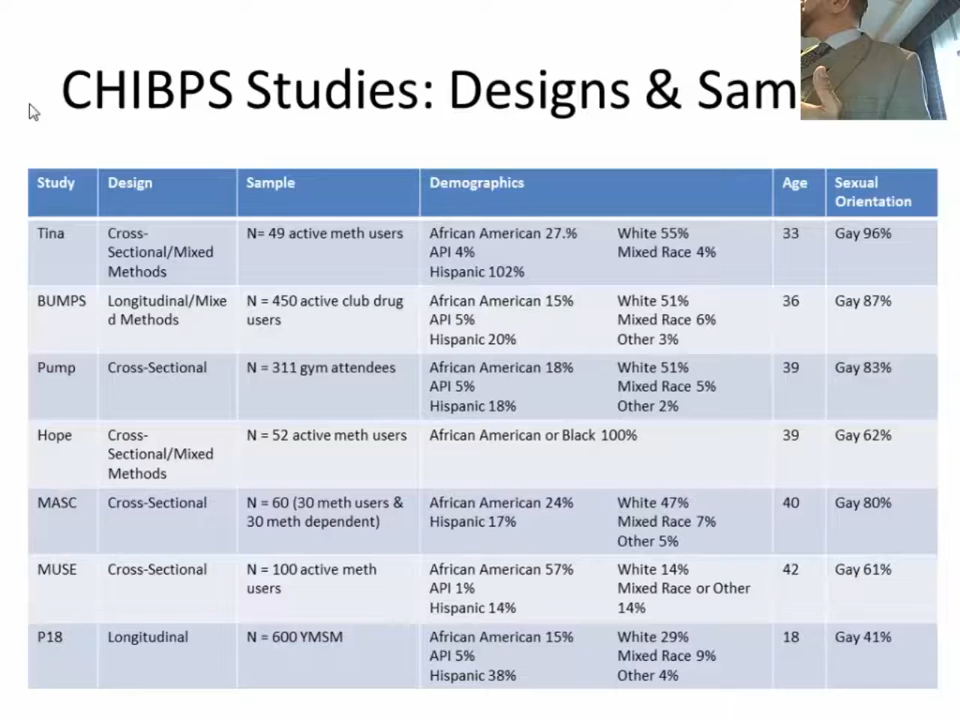 CHIBPS Studies: Designs & Sam
Study Design Sample Demographics Age Sexual
Orientation
Tina Cross- N= 49 active meth users African American 27.% White 55% 33 Gay 96%
Sectional/Mixed API 4% Mixed Race 4%
Methods Hispanic 102%
BUMPS Longitudinal/Mixe N = 450 active club drug African American 15% White 51% 36 Gay 87%
d Methods users API 5% Mixed Race 6%
Hispanic 20% Other 3%
Pump Cross-Sectional N = 311 gym attendees African American 18% White 51% 39 Gay 83%
API 5% Mixed Race 5%
Hispanic 18% Other 2%
Hope Cross- N = 52 active meth users African American or Black 100% 39 Gay 62%
Sectional/Mixed
Methods
MASC Cross-Sectional N = 60 (30 meth users & African American 24% White 47% 40 Gay 80%
30 meth dependent) Hispanic 17% Mixed Race 7%
Other 5%
MUSE Cross-Sectional N = 100 active meth African American 57% White 14% 42 Gay 61%
users API 1% Mixed Race or Other
Hispanic 14% 14%
P18 Longitudinal N = 600 YMSM African American 15% White 29% 18 Gay 41%
API 5% Mixed Race 9%
Hispanic 38% Other 4%